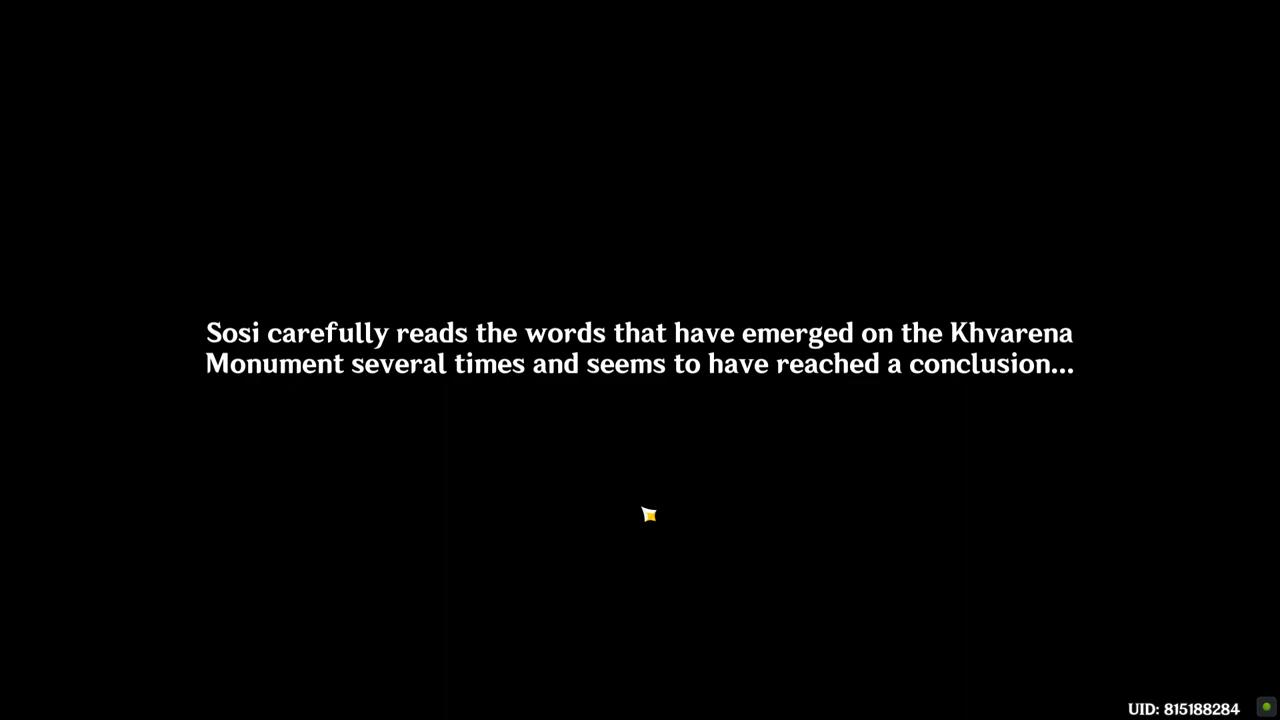 Sosi carefully reads the words that have emerged on the Khvarena
Monument several times and seems to have reached a conclusion...
UID: 815188284